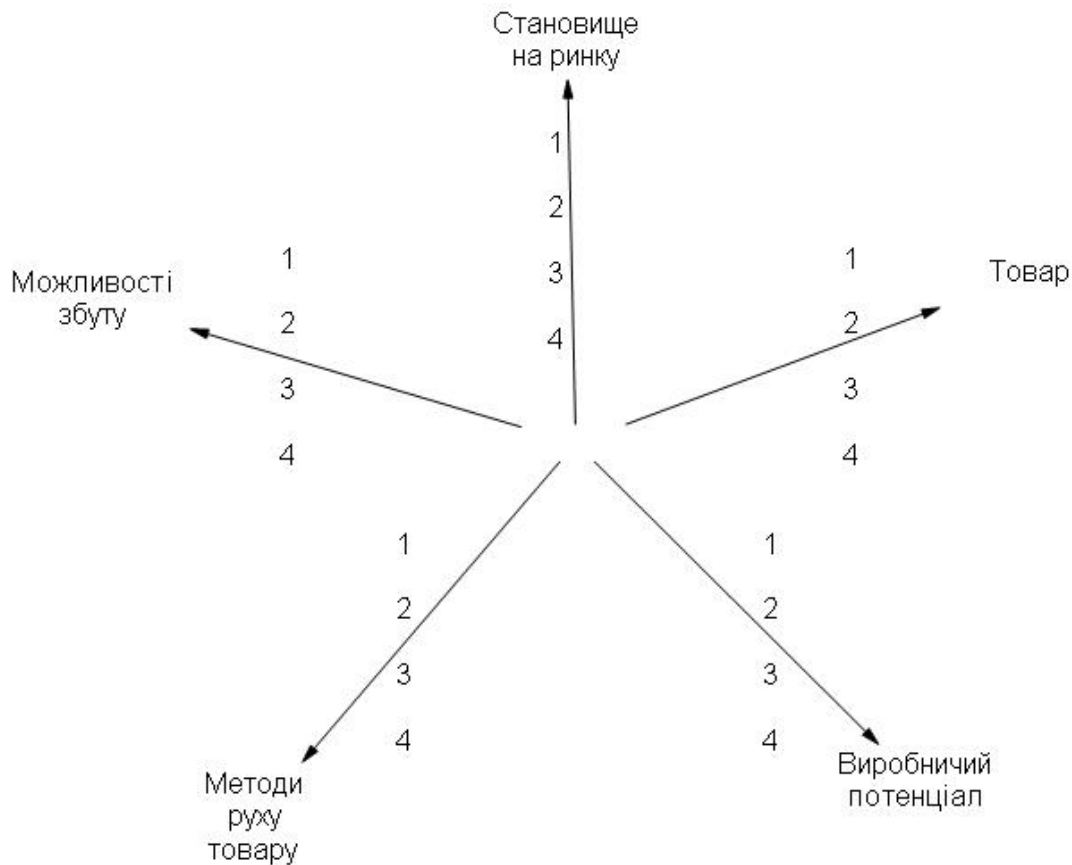 Становище
на ринку
1
2
3
4
Можливості
збуту
1
2
3
4
Товар
1
2
3
4
Методи
руху
товару
1
2
3
4
Виробничий
потенціал
1
2
3
4